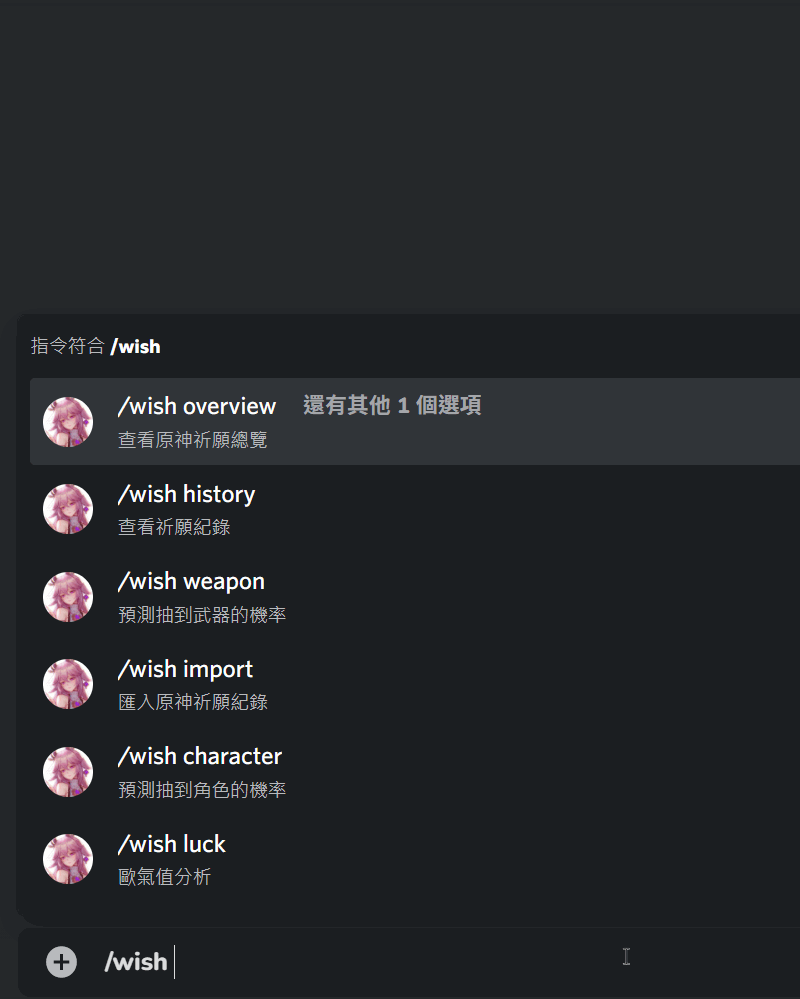 指令符合 /wish
/wish overview 還有其他 1 個選項
查看原神祈願總覽
/wish history
查看祈願紀錄
/wish weapon
預測抽到武器的機率
/wish import
匯入原神祈願紀錄
/wish character
預測抽到角色的機率
/wish luck
歐氣值分析
/wish